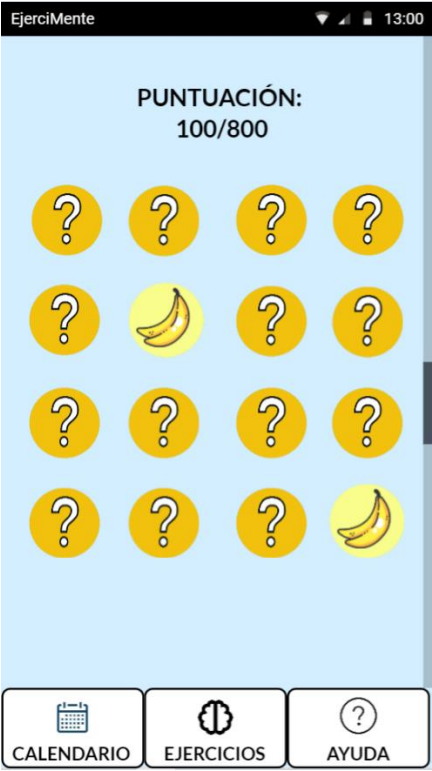 EjerciMente 13:00
PUNTUACIÓN:
100/800
? ? ? ?
? ? ?
? ? ? ?
? ? ?
?
CALENDARIO EJERCICIOS AYUDA